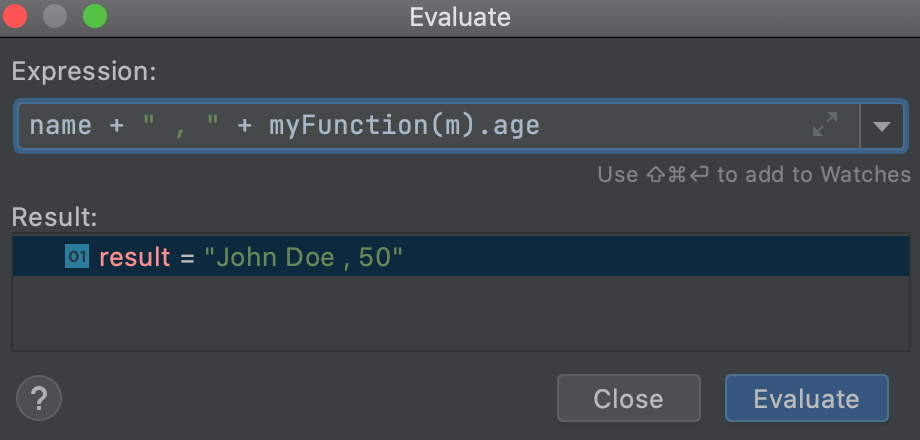 Evaluate
Expression:
name + " , " + myFunction(m).age
Use ⇧⌘⏎ to add to Watches
Result:
01 result = "John Doe , 50"
? Close Evaluate